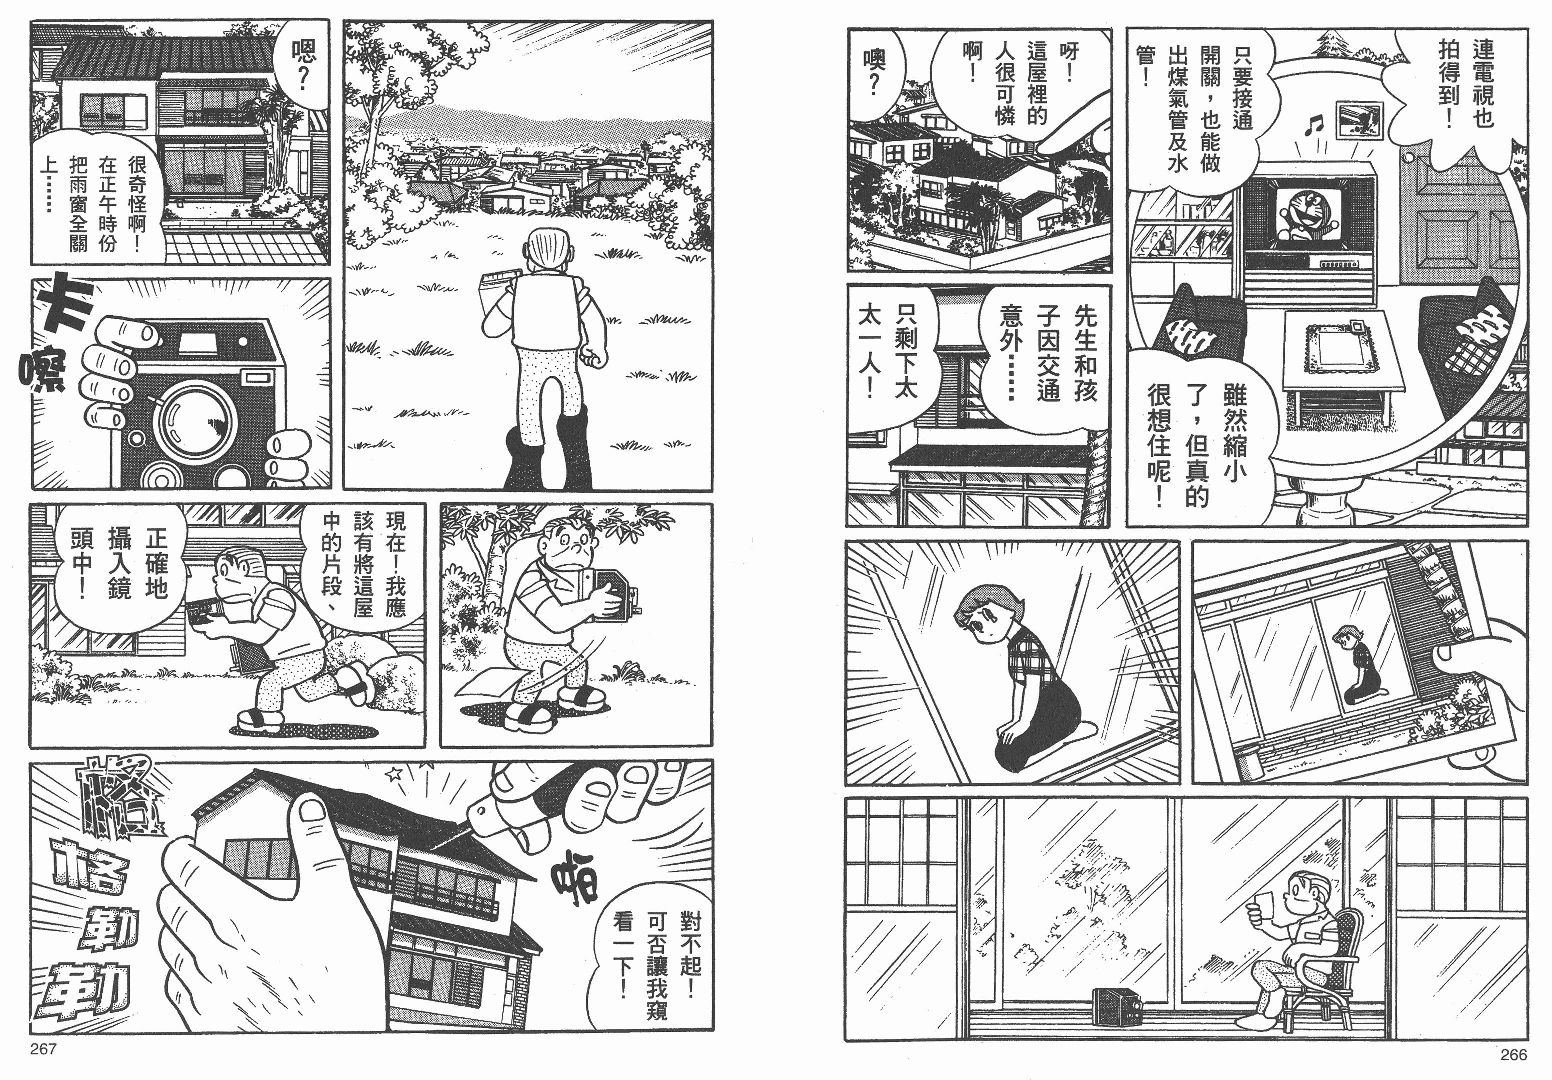 連電視也
拍得到！
只要接通
開關，也能做
出煤氣管及水
管！
雖然縮小
了，但真的
很想住呢！
呀！
這屋裡的
人很可憐
啊！
噢？
先生和孩
子因交通
意外……
只剩下太
太一人！
266
嗯？
很奇怪啊！
在正午時份
把雨窗全關
上……
卡
嚓
現在！我應
該有將這屋
中的片段、
正確地
攝入鏡
頭中！
格
格
勒
勒
對不起！
可否讓我窺
看一下！
267